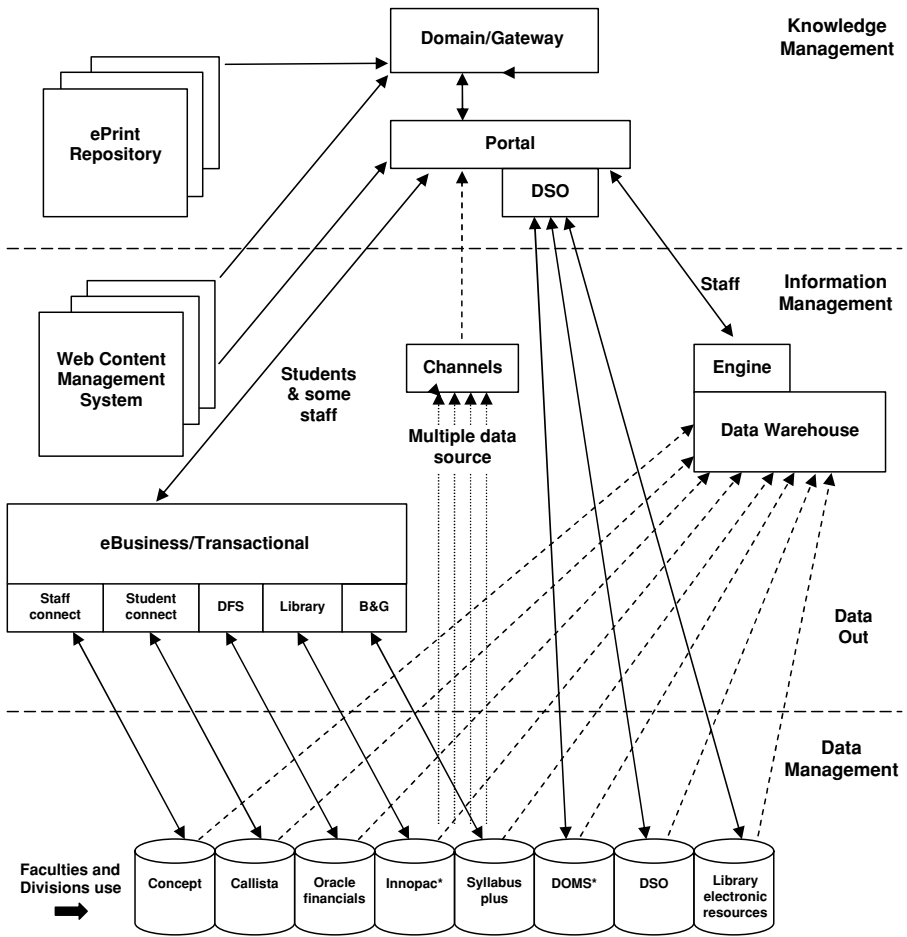 Domain/Gateway
Knowledge
Management
ePrint
Repository
Portal
DSO
Staff
Information
Management
Web Content
Management
System
Students
& some
staff
Channels
Engine
Multiple data
source
Data Warehouse
eBusiness/Transactional
Staff
connect
Student
connect
DFS
Library
B&G
Data
Out
Data
Management
Faculties and
Divisions use
Concept
Callista
Oracle
financials
Innopac*
Syllabus
plus
DOMS*
DSO
Library
electronic
resources